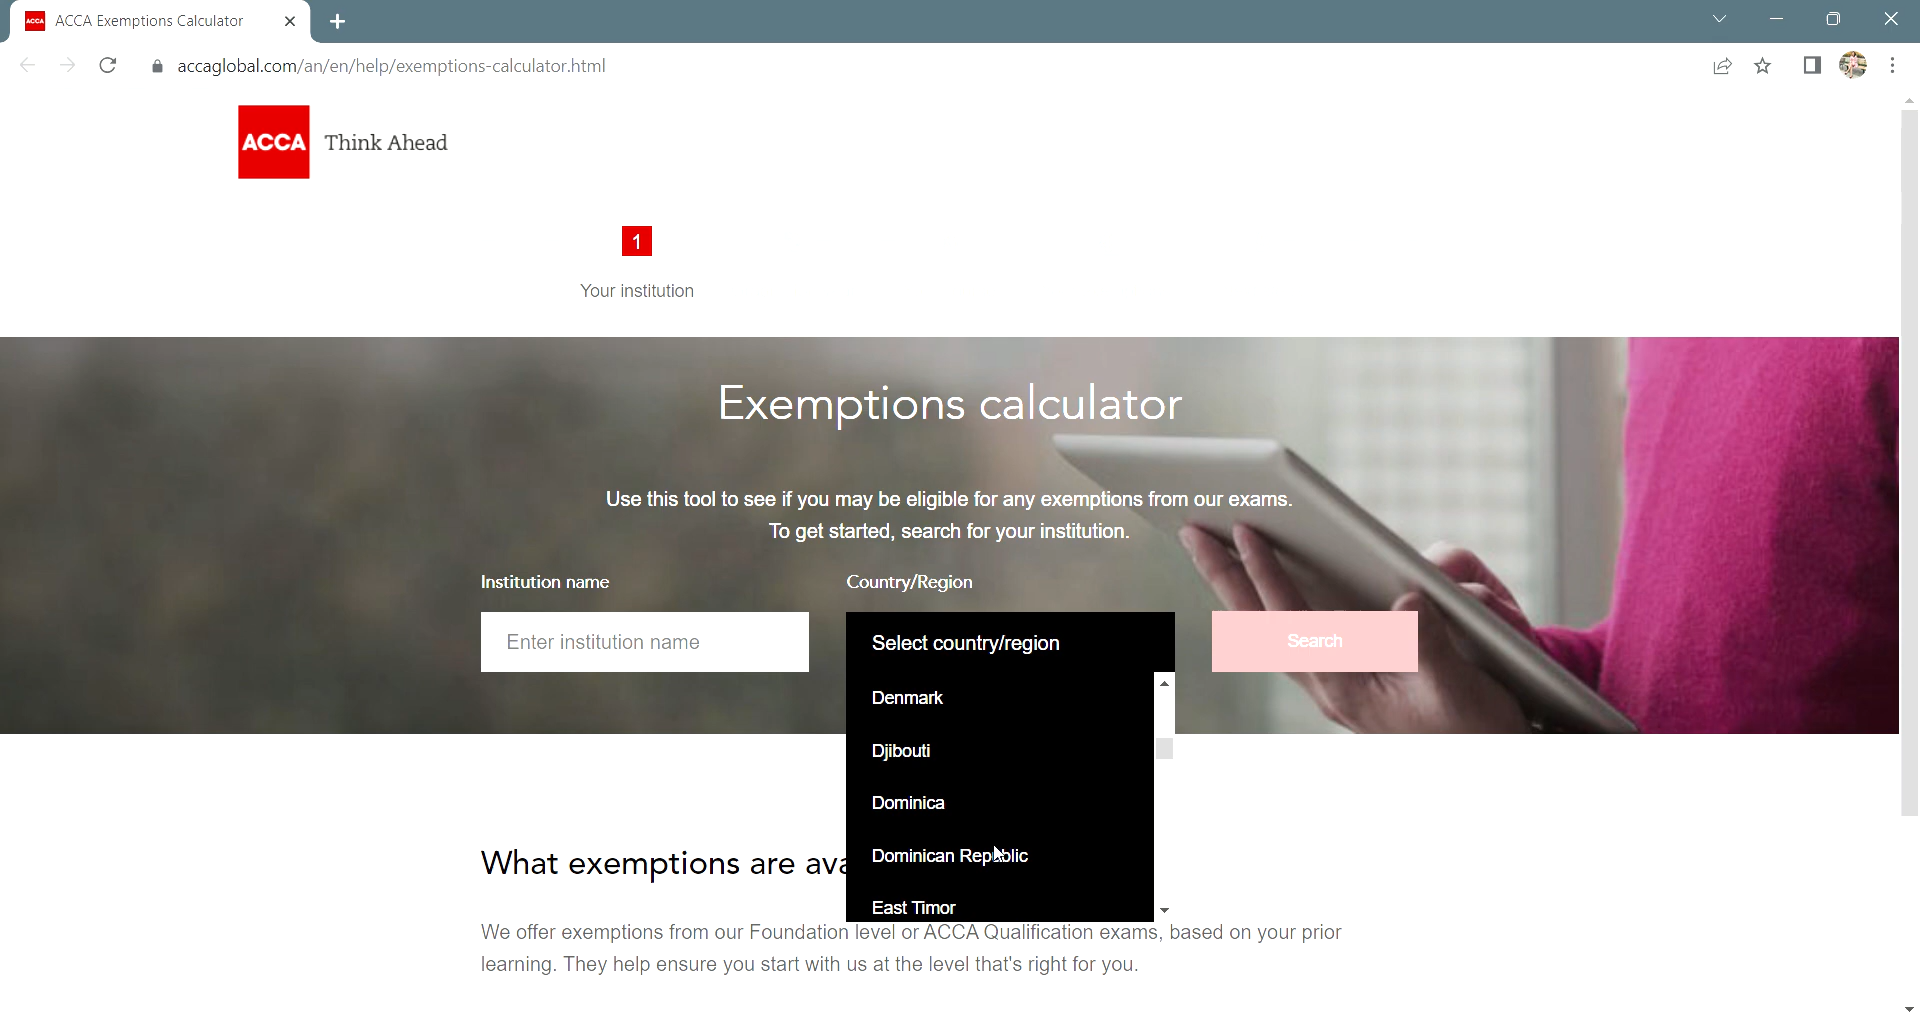 ACCA
ACCA Exemptions Calculator
accaglobal.com/an/en/help/exemptions-calculator.html
ACCA
Think Ahead
1
Your institution
Exemptions calculator
Use this tool to see if you may be eligible for any exemptions from our exams.
To get started, search for your institution.
Institution name
Country/Region
Enter institution name
Select country/region
Search
Denmark
Djibouti
Dominica
Dominican Republic
East Timor
What exemptions are ava
We offer exemptions from our Foundation level or ACCA Qualification exams, based on your prior
learning. They help ensure you start with us at the level that's right for you.